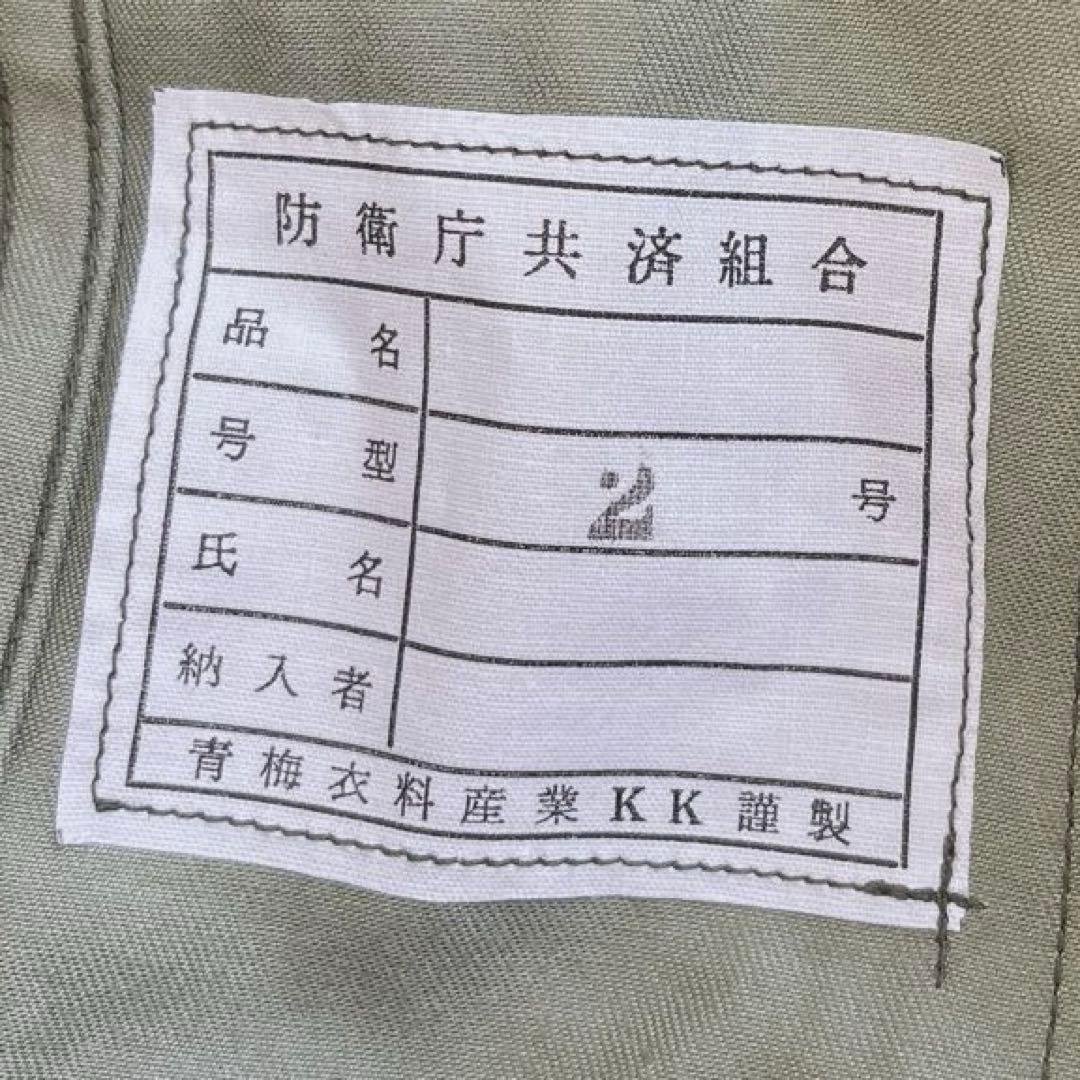 防衛庁共済組合
品名
号型 2 号
氏名
納入者
青梅衣料産業KK謹製